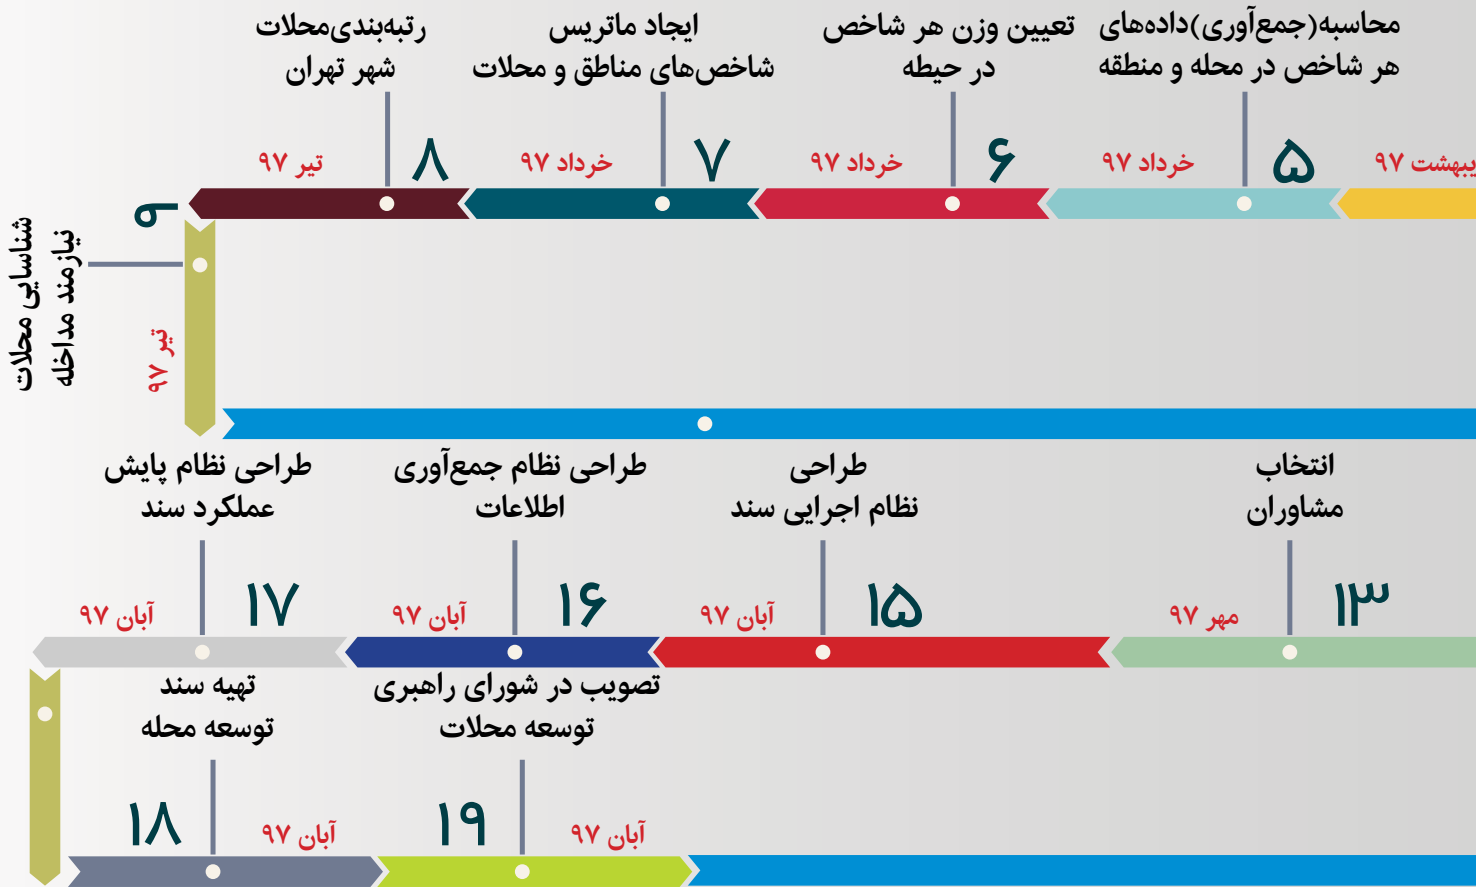 محاسبه(جمع‌آوری)داده‌های
هر شاخص در محله و منطقه
تعیین وزن هر شاخص
در حیطه
ایجاد ماتریس
شاخص‌های مناطق و محلات
رتبه‌بندی‌محلات
شهر تهران
۹۷
۵
خرداد ۹۷
۶
خرداد ۹۷
۷
خرداد ۹۷
۸
تیر ۹۷
۹
شناسایی محلات
نیازمند مداخله
تیر ۹۷
انتخاب
مشاوران
طراحی
نظام اجرایی سند
طراحی نظام جمع‌آوری
اطلاعات
طراحی نظام پایش
عملکرد سند
۱۳
مهر ۹۷
۱۵
آبان ۹۷
۱۶
آبان ۹۷
۱۷
آبان ۹۷
تهیه سند
توسعه محله
تصویب در شورای راهبری
توسعه محلات
۱۸
آبان ۹۷
۱۹
آبان ۹۷